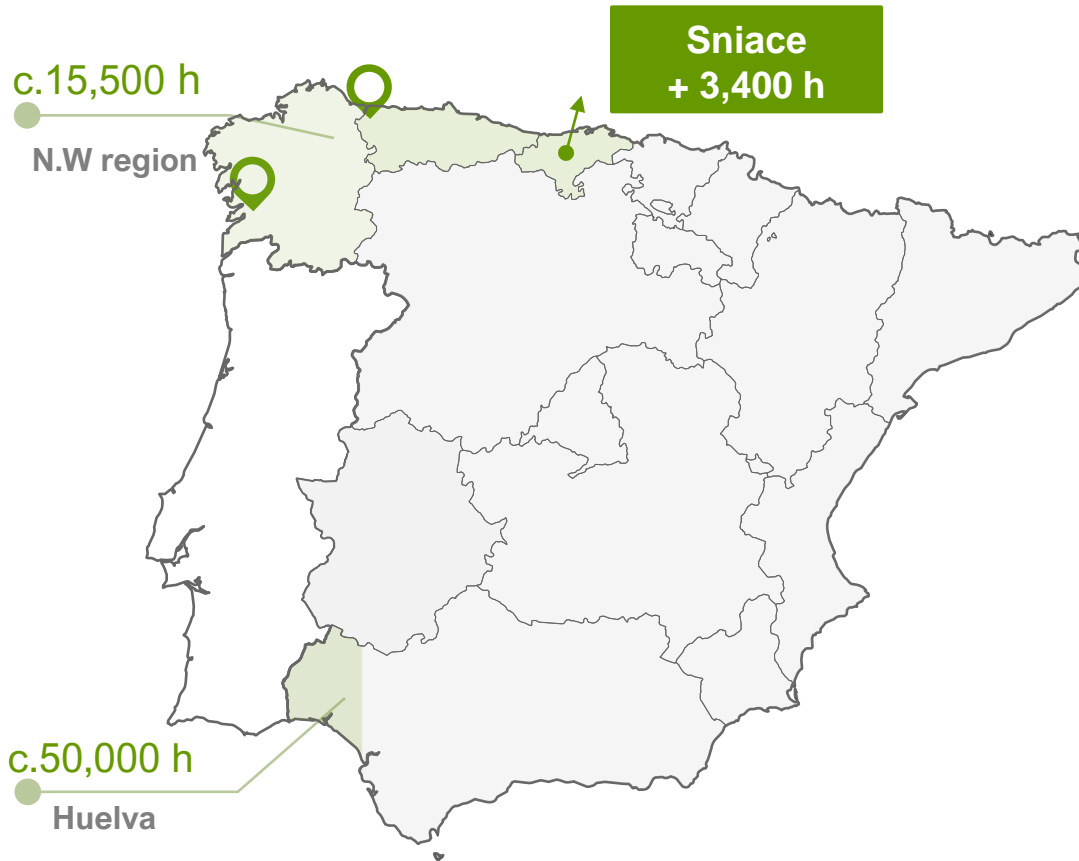 Sniace
+ 3,400 h
c.15,500 h
N.W region
c.50,000 h
Huelva